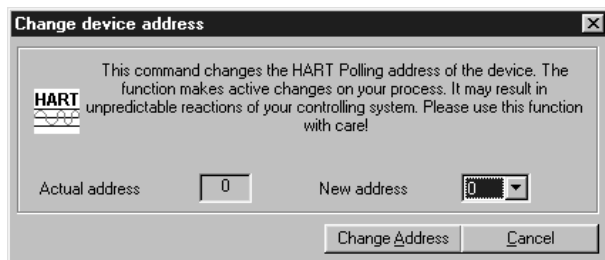 Change device address
This command changes the HART Polling address of the device. The
function makes active changes on your process. It may result in
unpredictable reactions of your controlling system. Please use this function
with care!
HART
Actual address 0 New address 0
Change Address Cancel